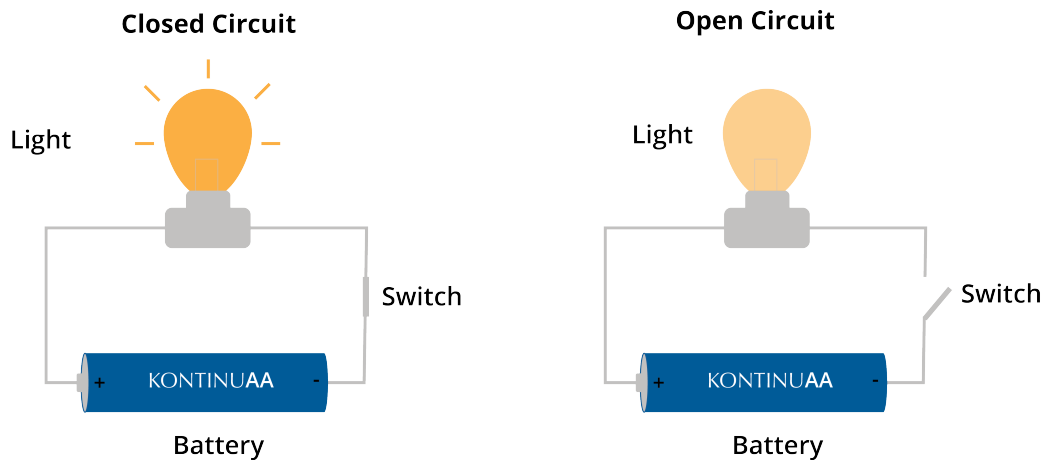 Closed Circuit
Light
Switch
+ KONTINUAA -
Battery
Open Circuit
Light
Switch
+ KONTINUAA -
Battery